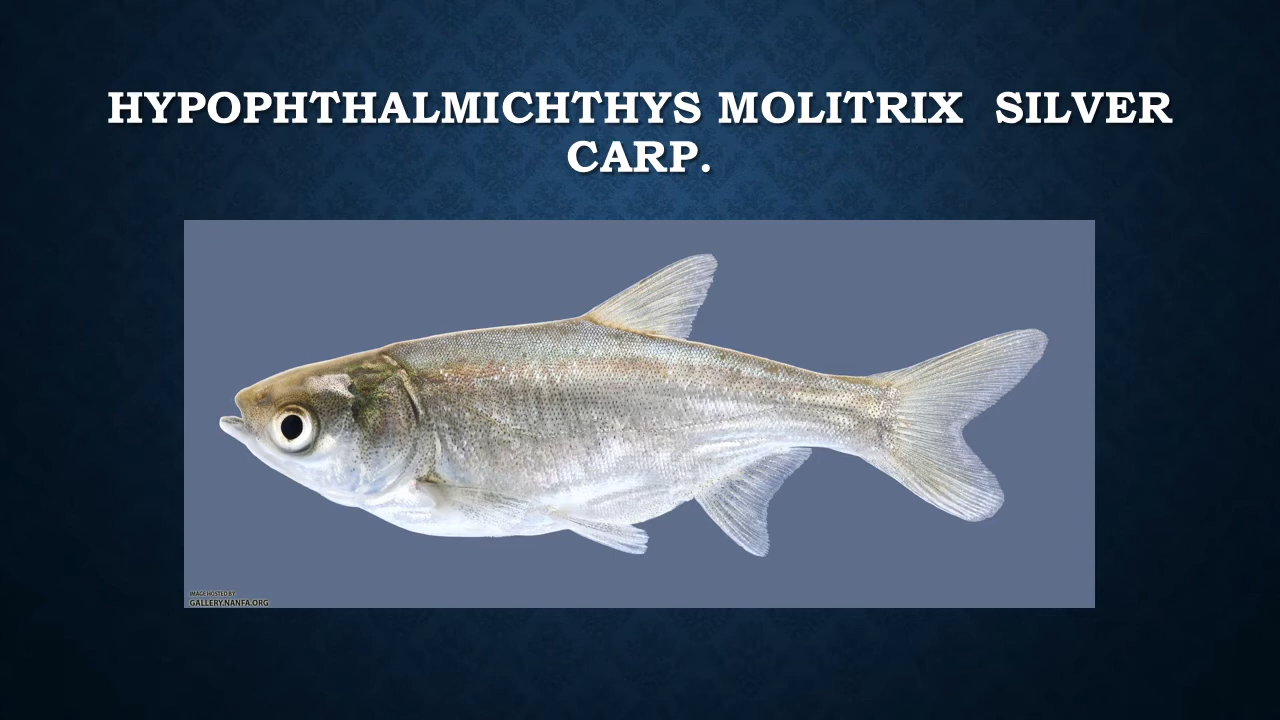 HYPOPHTHALMICHTHYS MOLITRIX  SILVER
CARP.
IMAGE HOSTED BY
GALLERY.NANFA.ORG